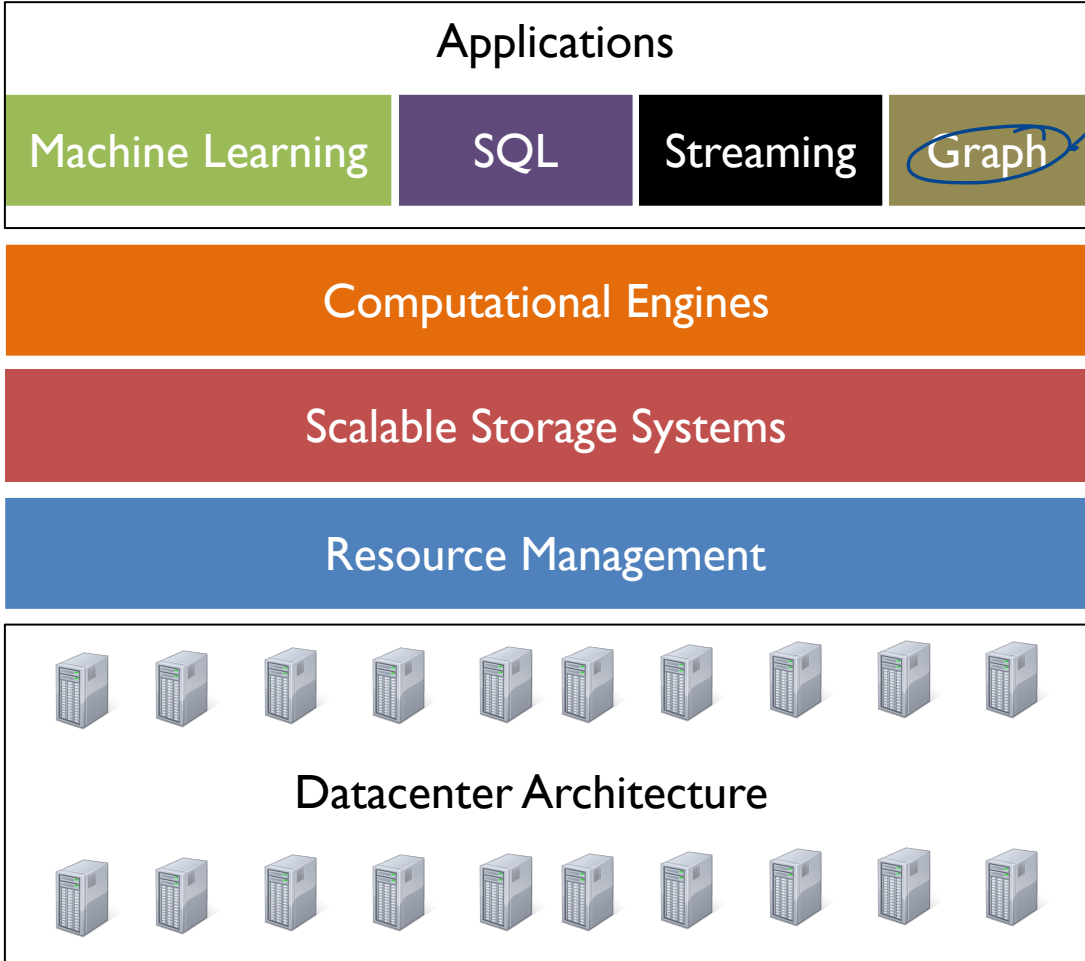 Applications
Machine Learning SQL Streaming Graph
Computational Engines
Scalable Storage Systems
Resource Management
Datacenter Architecture